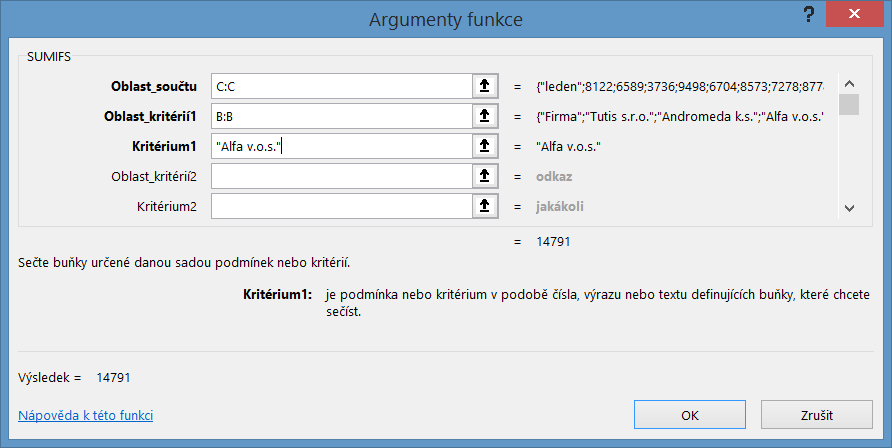 Argumenty funkce
?
SUMIFS
Oblast_součtu C:C = {"leden";8122;6589;3736;9498;6704;8573;7278;877
Oblast_kritérií1 B:B = {"Firma";"Tutis s.r.o.";"Andromeda k.s.";"Alfa v.o.s."
Kritérium1 "Alfa v.o.s." = "Alfa v.o.s."
Oblast_kritérií2 = odkaz
Kritérium2 = jakákoli
= 14791
Sečte buňky určené danou sadou podmínek nebo kritérií.
Kritérium1: je podmínka nebo kritérium v podobě čísla, výrazu nebo textu definujících buňky, které chcete
sečíst.
Výsledek = 14791
Nápověda k této funkci OK Zrušit